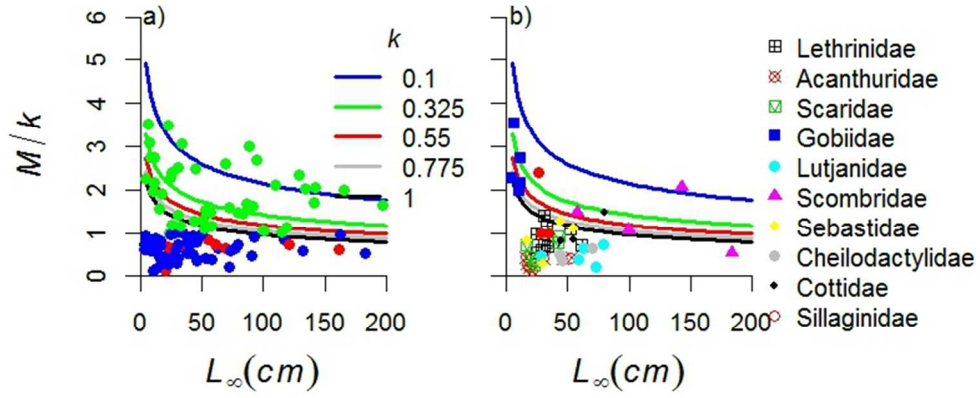 a)
b)
6
5
4
3
2
1
0
M/k
k
0.1
0.325
0.55
0.775
1
0 50 100 150 200
L∞(cm)
0 50 100 150 200
L∞(cm)
Lethrinidae
Acanthuridae
Scaridae
Gobiidae
Lutjanidae
Scombridae
Sebastidae
Cheilodactylidae
Cottidae
Sillaginidae